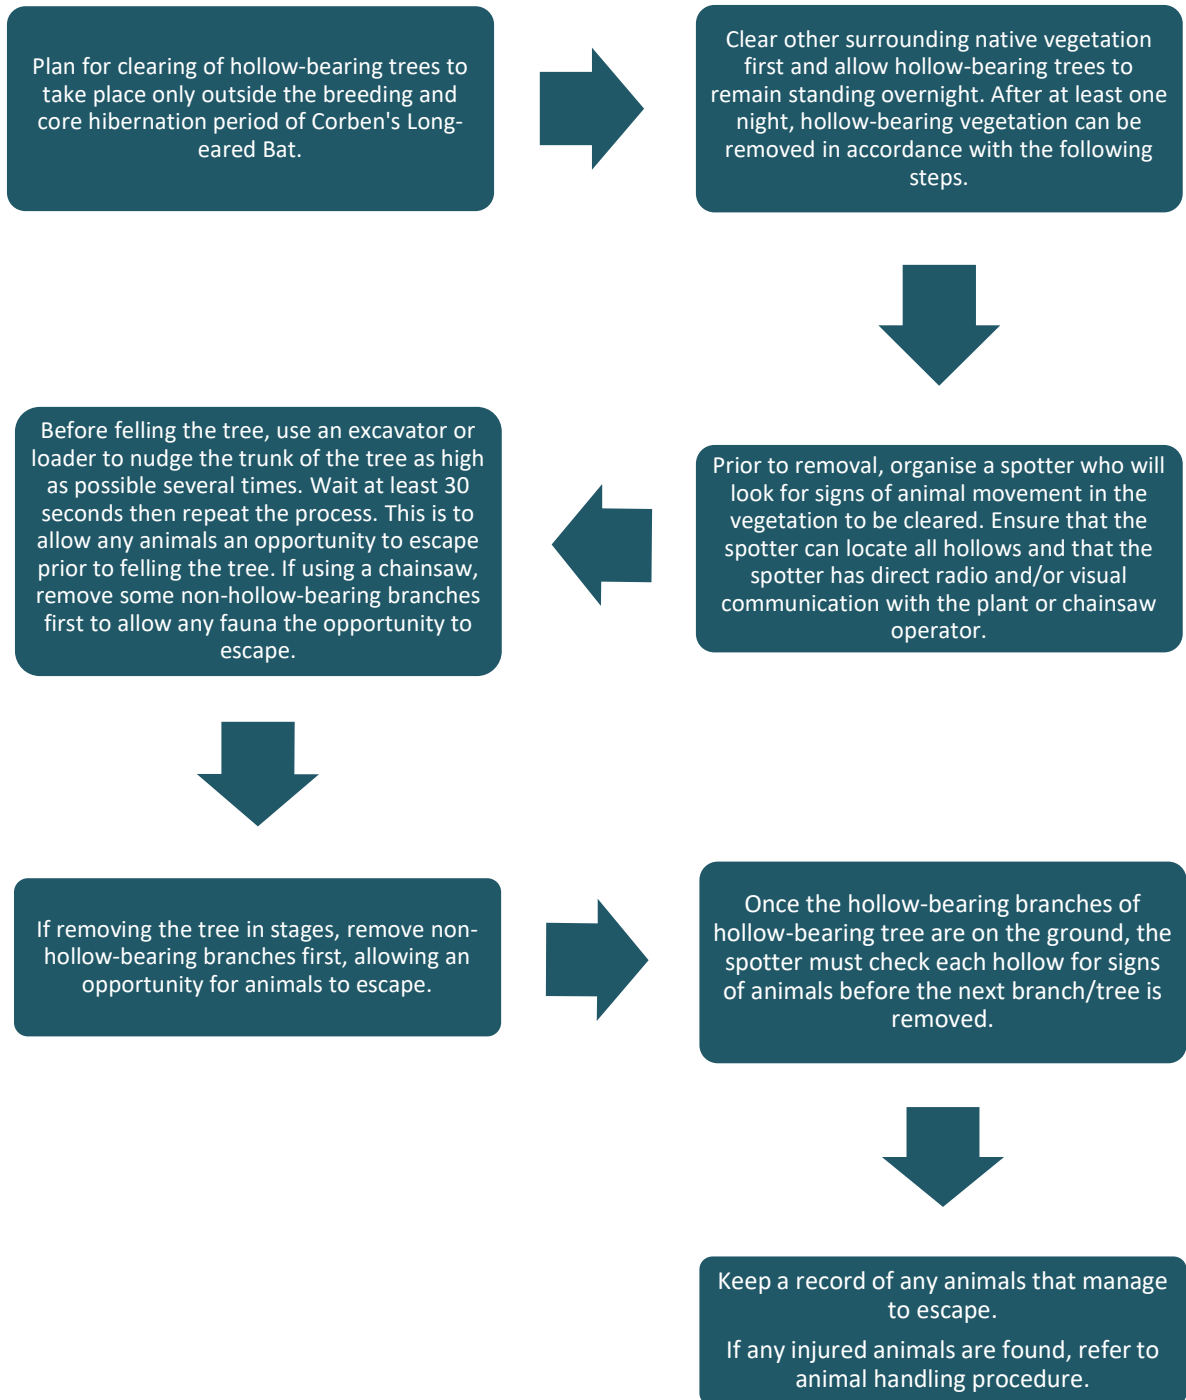 Plan for clearing of hollow-bearing trees to
take place only outside the breeding and
core hibernation period of Corben's Long-
eared Bat.
Clear other surrounding native vegetation
first and allow hollow-bearing trees to
remain standing overnight. After at least one
night, hollow-bearing vegetation can be
removed in accordance with the following
steps.
Prior to removal, organise a spotter who will
look for signs of animal movement in the
vegetation to be cleared. Ensure that the
spotter can locate all hollows and that the
spotter has direct radio and/or visual
communication with the plant or chainsaw
operator.
Before felling the tree, use an excavator or
loader to nudge the trunk of the tree as high
as possible several times. Wait at least 30
seconds then repeat the process. This is to
allow any animals an opportunity to escape
prior to felling the tree. If using a chainsaw,
remove some non-hollow-bearing branches
first to allow any fauna the opportunity to
escape.
If removing the tree in stages, remove non-
hollow-bearing branches first, allowing an
opportunity for animals to escape.
Once the hollow-bearing branches of
hollow-bearing tree are on the ground, the
spotter must check each hollow for signs
of animals before the next branch/tree is
removed.
Keep a record of any animals that manage
to escape.
If any injured animals are found, refer to
animal handling procedure.